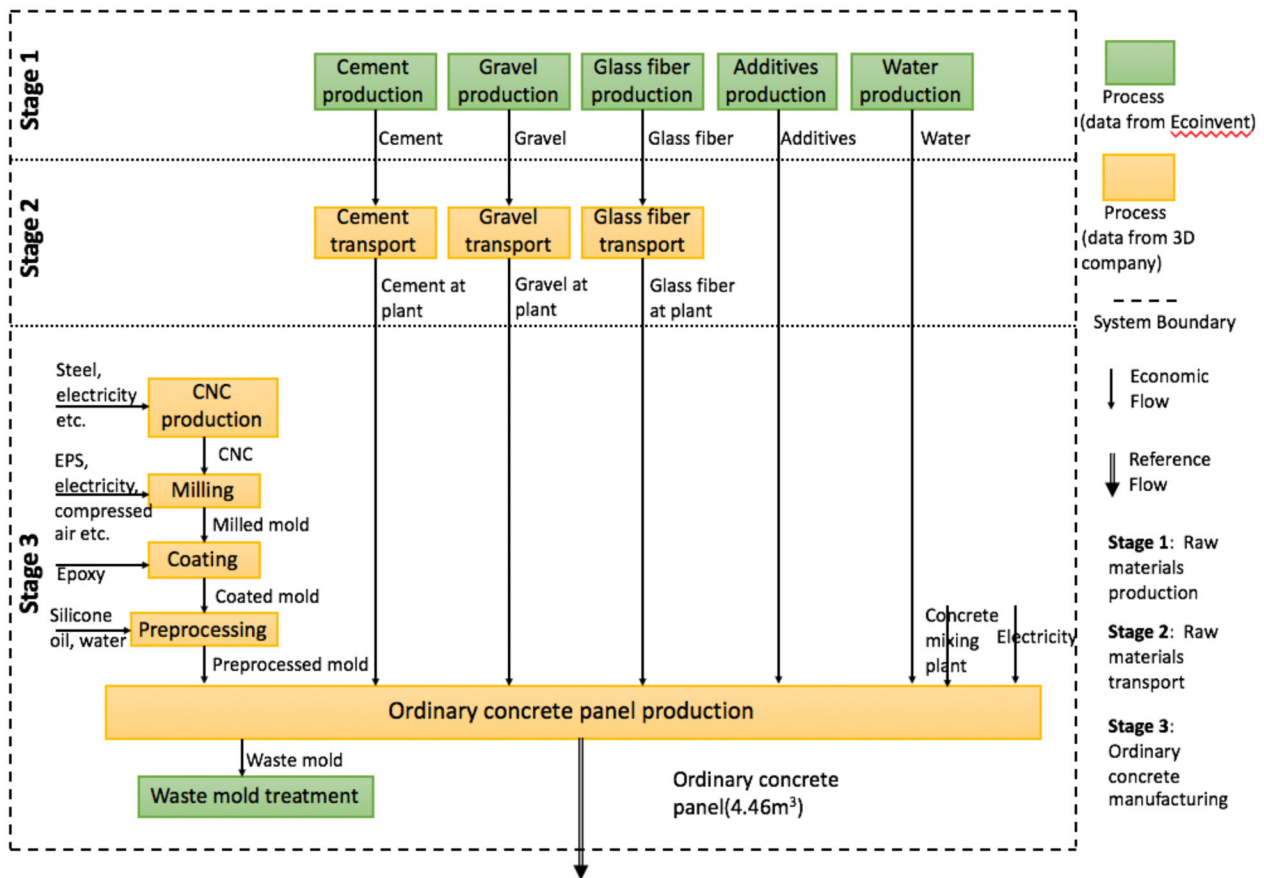 Stage 1
Cement
production
Gravel
production
Glass fiber
production
Additives
production
Water
production
Cement
Gravel
Glass fiber
Additives
Water
Stage 2
Cement
transport
Gravel
transport
Glass fiber
transport
Cement at
plant
Gravel at
plant
Glass fiber
at plant
Stage 3
Steel,
electricity
etc.
CNC
production
CNC
EPS,
electricity,
compressed
air etc.
Milling
Milled mold
Epoxy
Coating
Coated mold
Silicone
oil, water
Preprocessing
Preprocessed mold
Concrete
mixing
plant
Electricity
Ordinary concrete panel production
Waste mold
Waste mold treatment
Ordinary concrete
panel(4.46m³)
Process
(data from Ecoinvent)
Process
(data from 3D
company)
System Boundary
Economic
Flow
Reference
Flow
Stage 1: Raw
materials
production
Stage 2: Raw
materials
transport
Stage 3:
Ordinary
concrete
manufacturing